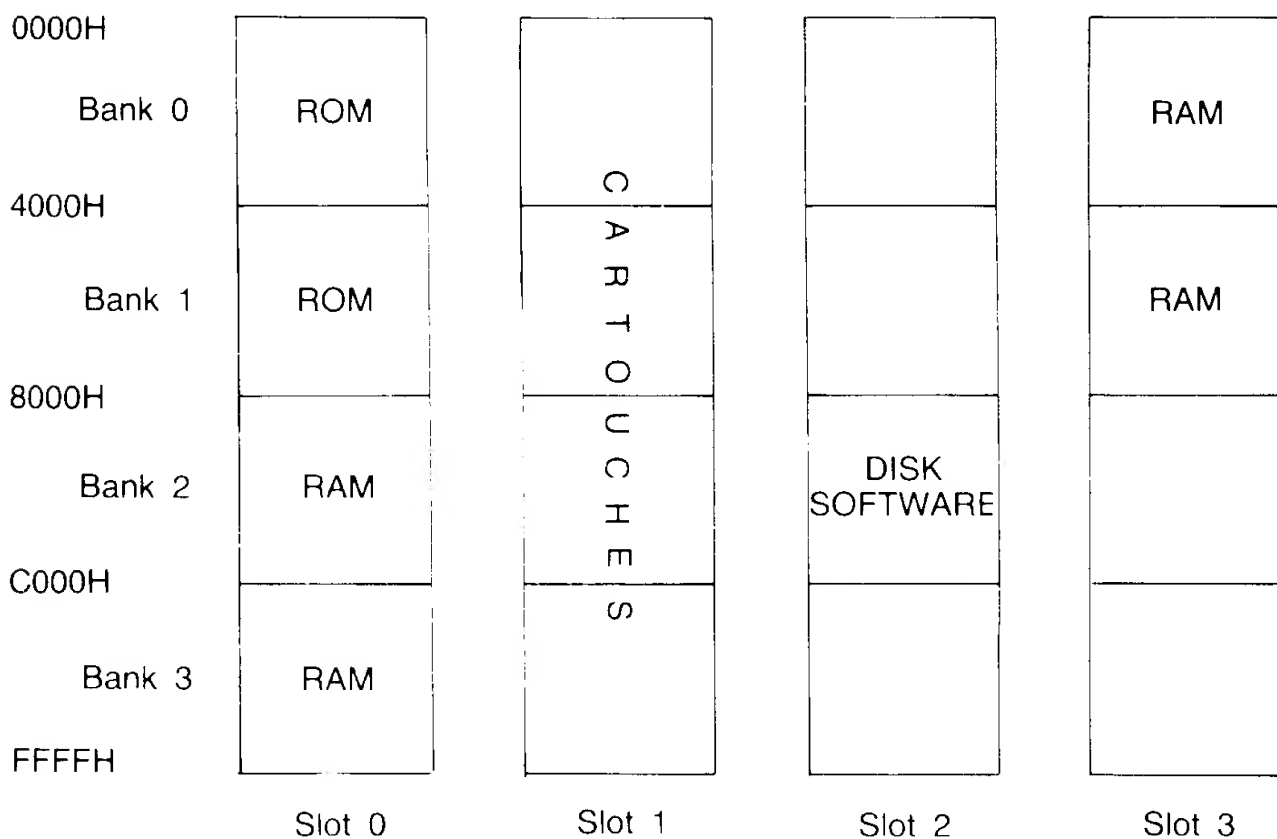 0000H
Bank 0 ROM RAM
4000H
Bank 1 ROM RAM
8000H
Bank 2 RAM DISK SOFTWARE
C000H
Bank 3 RAM
FFFFH
CARTOUCHES
Slot 0 Slot 1 Slot 2 Slot 3